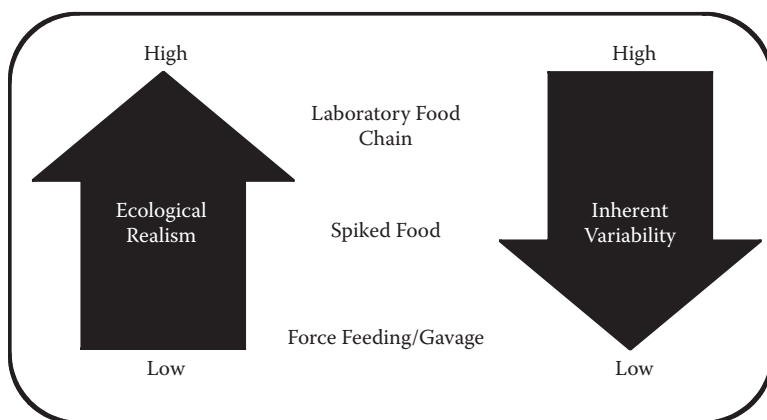 High
High
Laboratory Food
Chain
Ecological
Realism
Spiked Food
Inherent
Variability
Force Feeding/Gavage
Low
Low